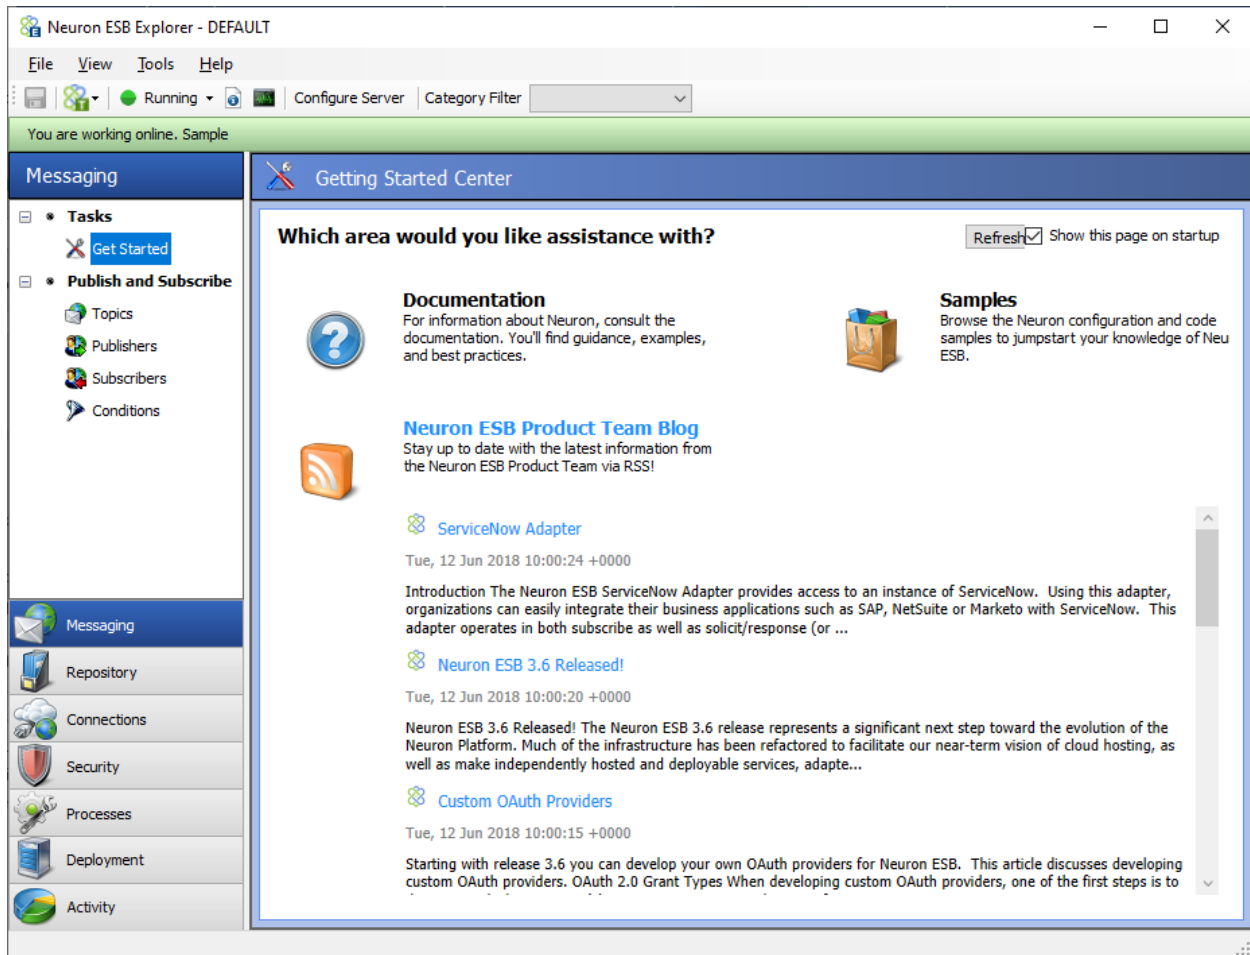 Neuron ESB Explorer - DEFAULT
File View Tools Help
Running Configure Server Category Filter
You are working online. Sample
Messaging
Tasks
Get Started
Publish and Subscribe
Topics
Publishers
Subscribers
Conditions
Messaging
Repository
Connections
Security
Processes
Deployment
Activity
Getting Started Center
Which area would you like assistance with?
Refresh
Show this page on startup
Documentation
For information about Neuron, consult the
documentation. You'll find guidance, examples,
and best practices.
Samples
Browse the Neuron configuration and code
samples to jumpstart your knowledge of Neu
ESB.
Neuron ESB Product Team Blog
Stay up to date with the latest information from
the Neuron ESB Product Team via RSS!
ServiceNow Adapter
Tue, 12 Jun 2018 10:00:24 +0000
Introduction The Neuron ESB ServiceNow Adapter provides access to an instance of ServiceNow. Using this adapter,
organizations can easily integrate their business applications such as SAP, NetSuite or Marketo with ServiceNow. This
adapter operates in both subscribe as well as solicit/response (or ...
Neuron ESB 3.6 Released!
Tue, 12 Jun 2018 10:00:20 +0000
Neuron ESB 3.6 Released! The Neuron ESB 3.6 release represents a significant next step toward the evolution of the
Neuron Platform. Much of the infrastructure has been refactored to facilitate our near-term vision of cloud hosting, as
well as make independently hosted and deployable services, adapte...
Custom OAuth Providers
Tue, 12 Jun 2018 10:00:15 +0000
Starting with release 3.6 you can develop your own OAuth providers for Neuron ESB. This article discusses developing
custom OAuth providers. OAuth 2.0 Grant Types When developing custom OAuth providers, one of the first steps is to